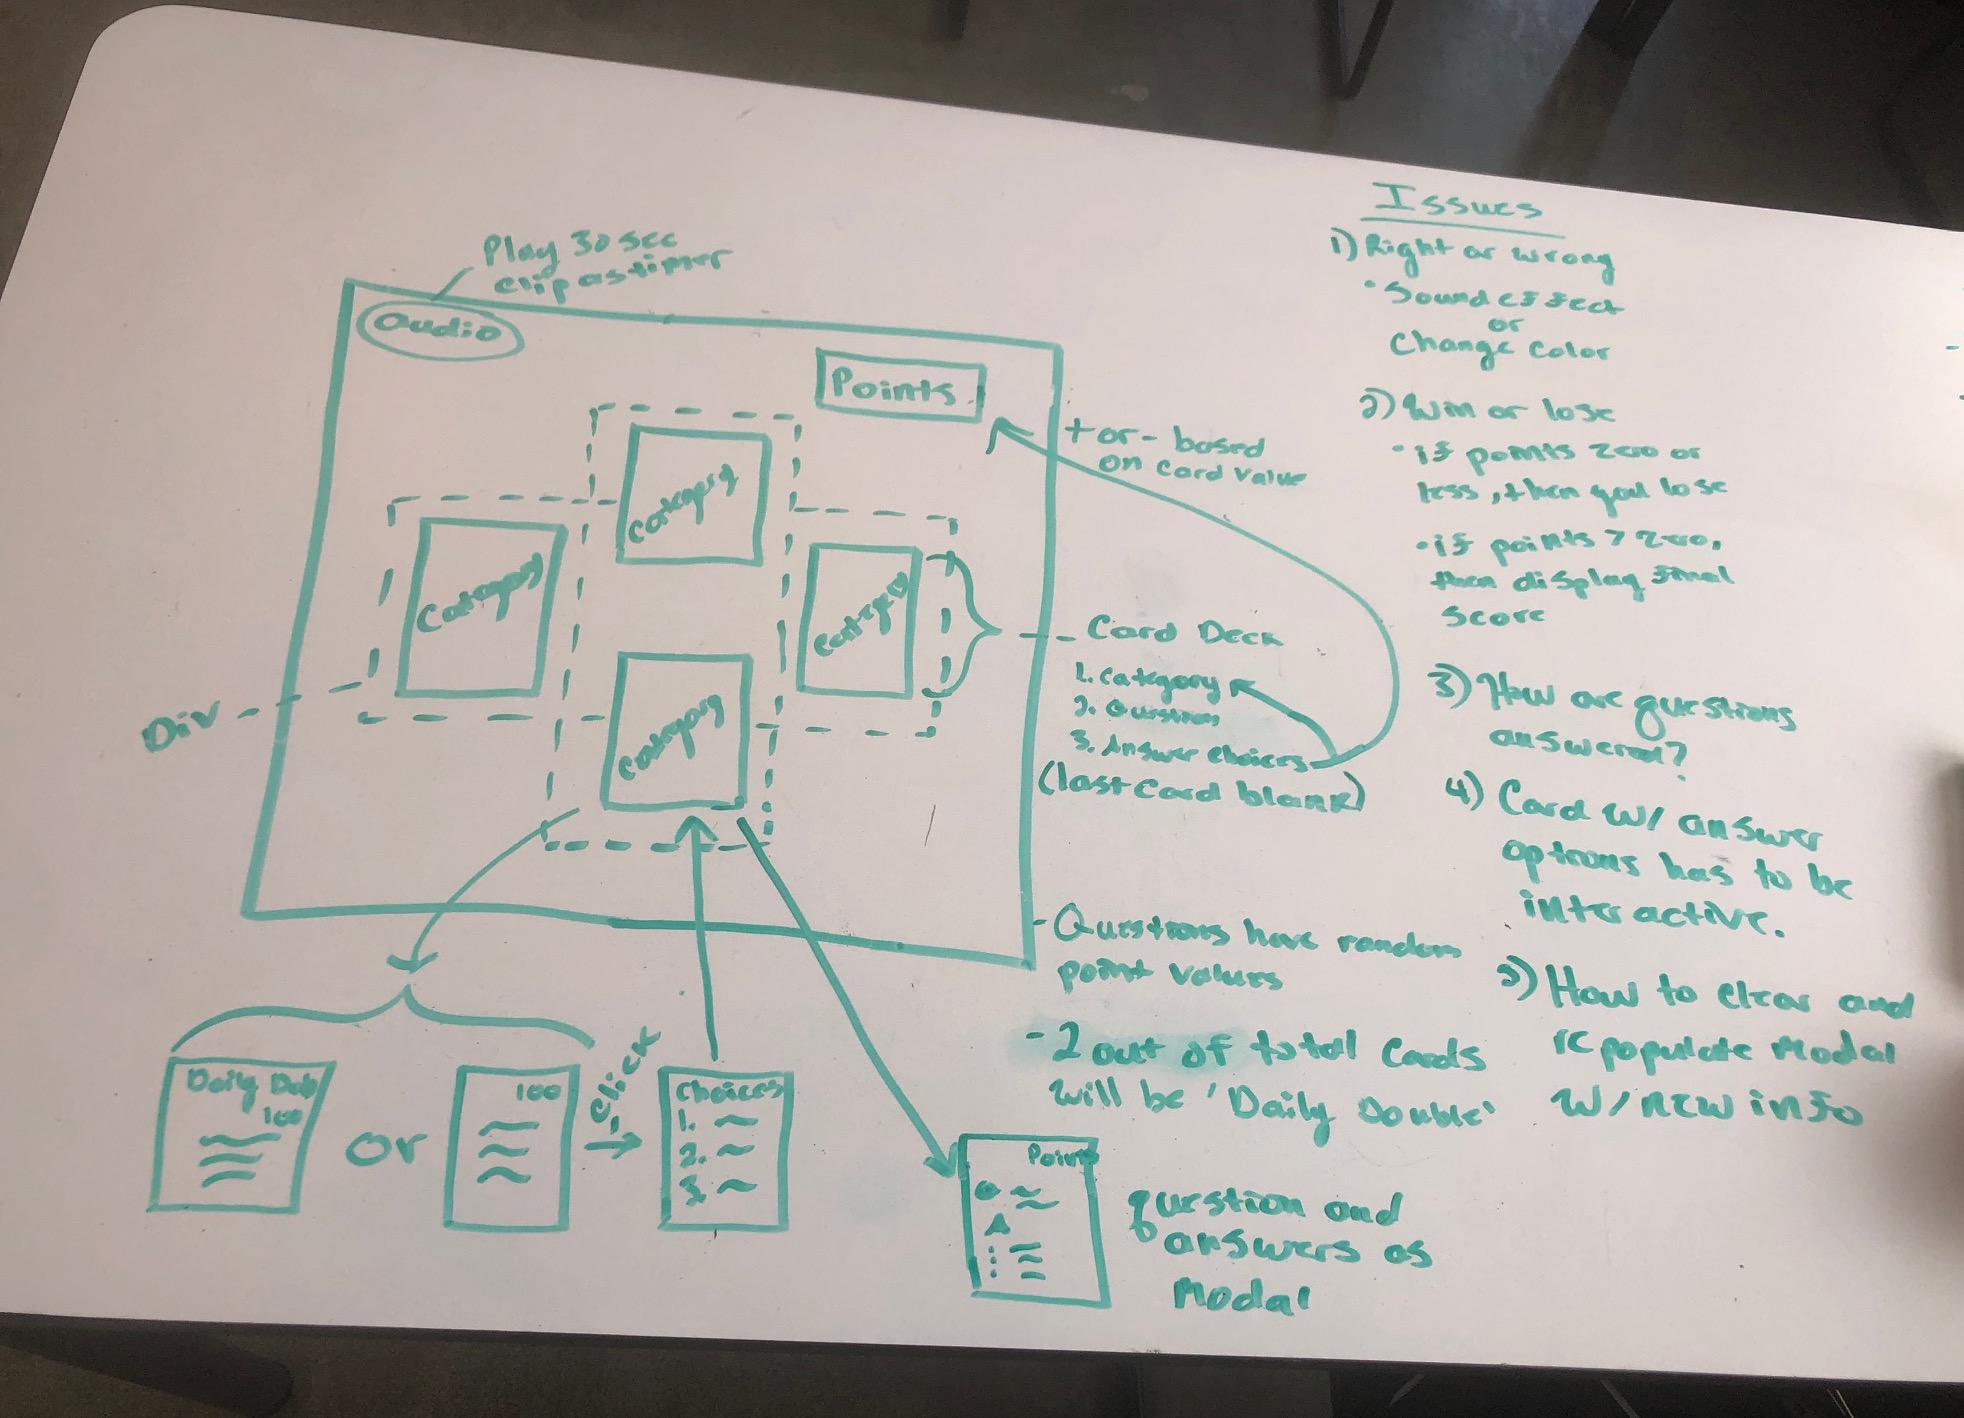 Play 30 sec
clip as timer
audio
Points
Category
Category
Category
Category
Div
+ or - based
on card value
Card Deck
1. Category
2. Question
3. Answer choices
(last card blank)
- Questions have random
point values
- 2 out of total cards
will be 'Daily Double'
Daily Dub
100
or
100
click
Choices
1.
2.
3.
Points
Q
A
question and
answers as
Modal
Issues
1) Right or wrong
• Sound effect
or
Change color
2) Win or lose
• if points zero or
less, then you lose
• if points > zero,
then display final
score
3) How are questions
answered?
4) Card w/ answer
options has to be
interactive.
5) How to clear and
repopulate modal
w/ new info